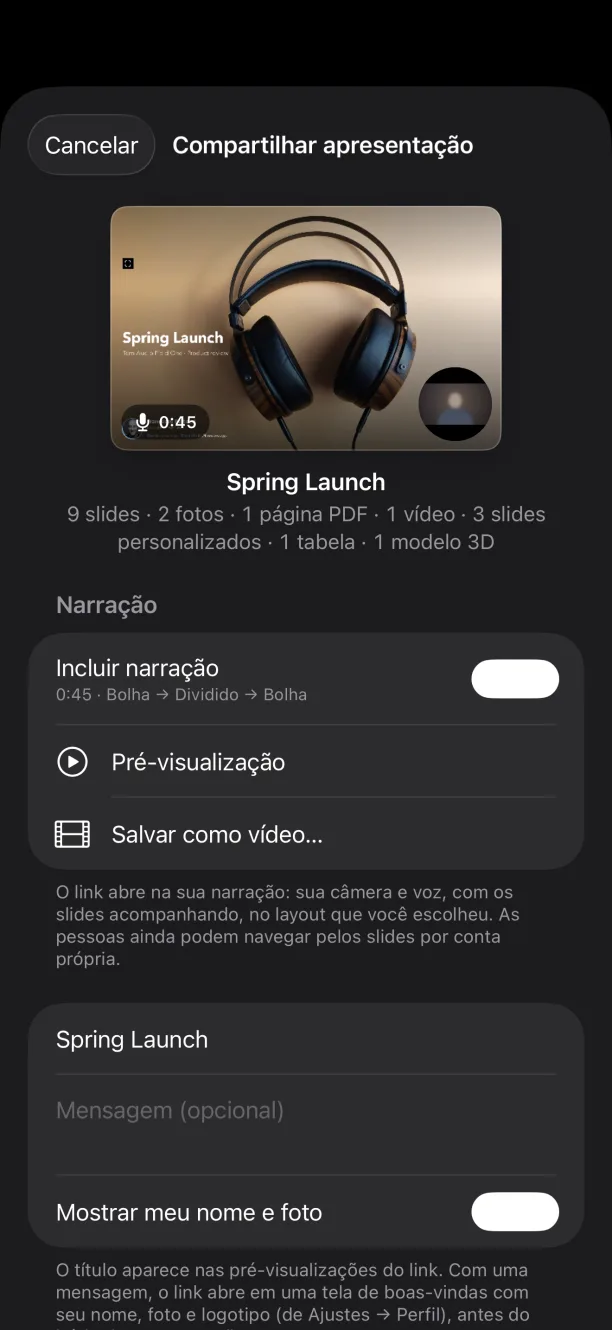 Cancelar
Compartilhar apresentação
Spring Launch
0:45
Spring Launch
9 slides · 2 fotos · 1 página PDF · 1 vídeo · 3 slides
personalizados · 1 tabela · 1 modelo 3D
Narração
Incluir narração
0:45 · Bolha → Dividido → Bolha
Pré-visualização
Salvar como vídeo...
O link abre na sua narração: sua câmera e voz, com os
slides acompanhando, no layout que você escolheu. As
pessoas ainda podem navegar pelos slides por conta
própria.
Spring Launch
Mensagem (opcional)
Mostrar meu nome e foto
O título aparece nas pré-visualizações do link. Com uma
mensagem, o link abre em uma tela de boas-vindas com
seu nome, foto e logotipo (de Ajustes → Perfil), antes do